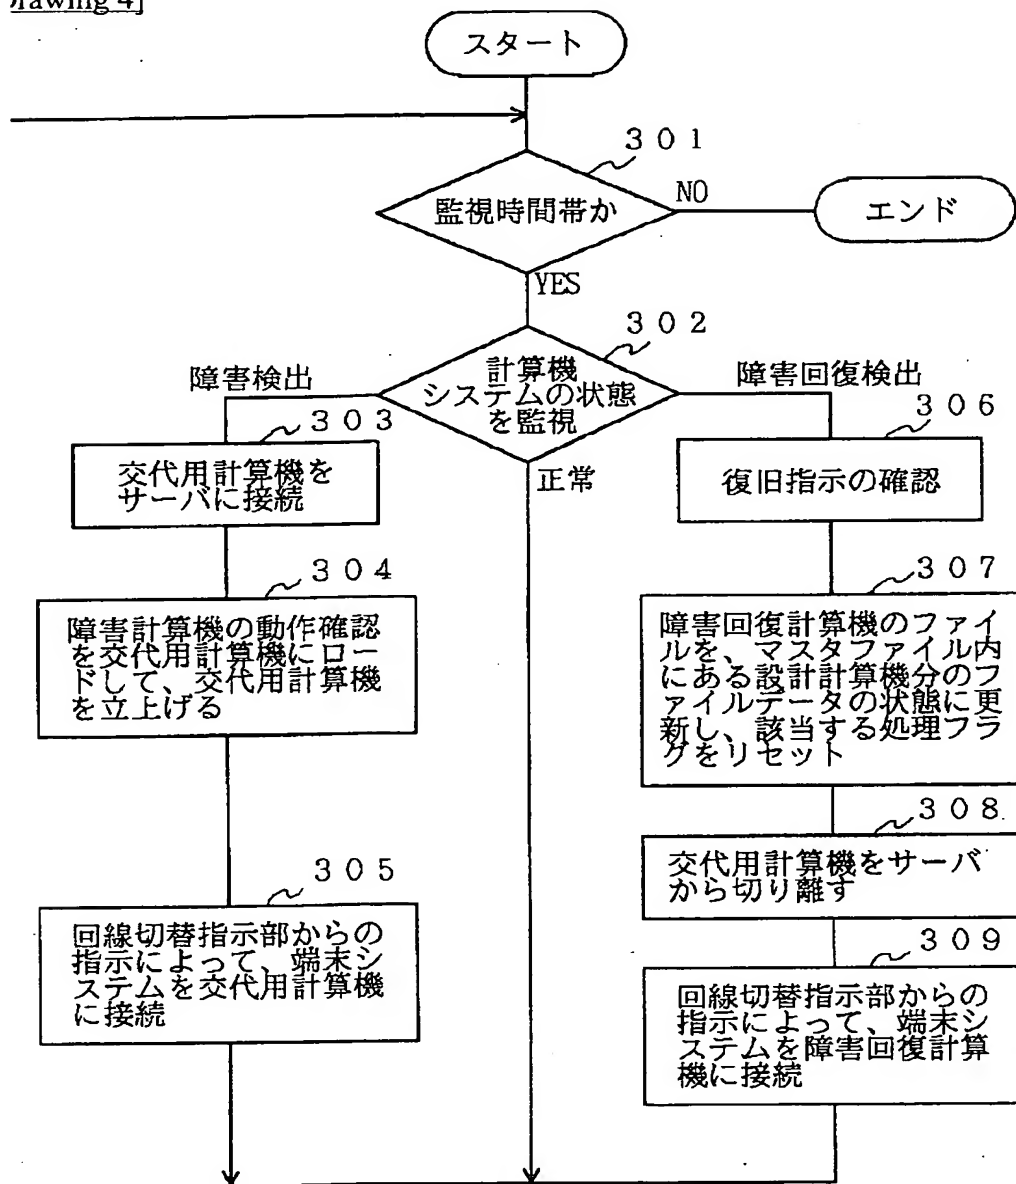 Drawing 4]
スタート
３０１
監視時間帯か
NO
エンド
YES
３０２
計算機
システムの状態
を監視
障害検出
障害回復検出
正常
３０３
交代用計算機を
サーバに接続
３０４
障害計算機の動作確認
を交代用計算機にロー
ドして、交代用計算機
を立上げる
３０５
回線切替指示部からの
指示によって、端末シ
ステムを交代用計算機
に接続
３０６
復旧指示の確認
３０７
障害回復計算機のファイ
ルを、マスタファイル内
にある設計計算機分のフ
ァイルデータの状態に更
新し、該当する処理フラ
グをリセット
３０８
交代用計算機をサーバ
から切り離す
３０９
回線切替指示部からの
指示によって、端末シ
ステムを障害回復計算
機に接続